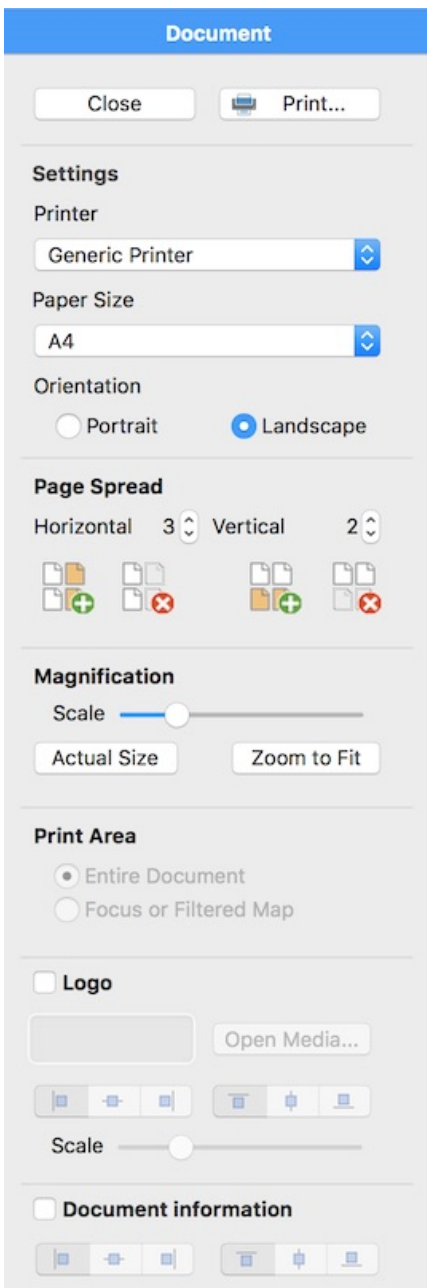 Document
Close Print...
Settings
Printer
Generic Printer
Paper Size
A4
Orientation
Portrait Landscape
Page Spread
Horizontal 3 Vertical 2
Magnification
Scale
Actual Size Zoom to Fit
Print Area
Entire Document
Focus or Filtered Map
Logo
Open Media...
Scale
Document information